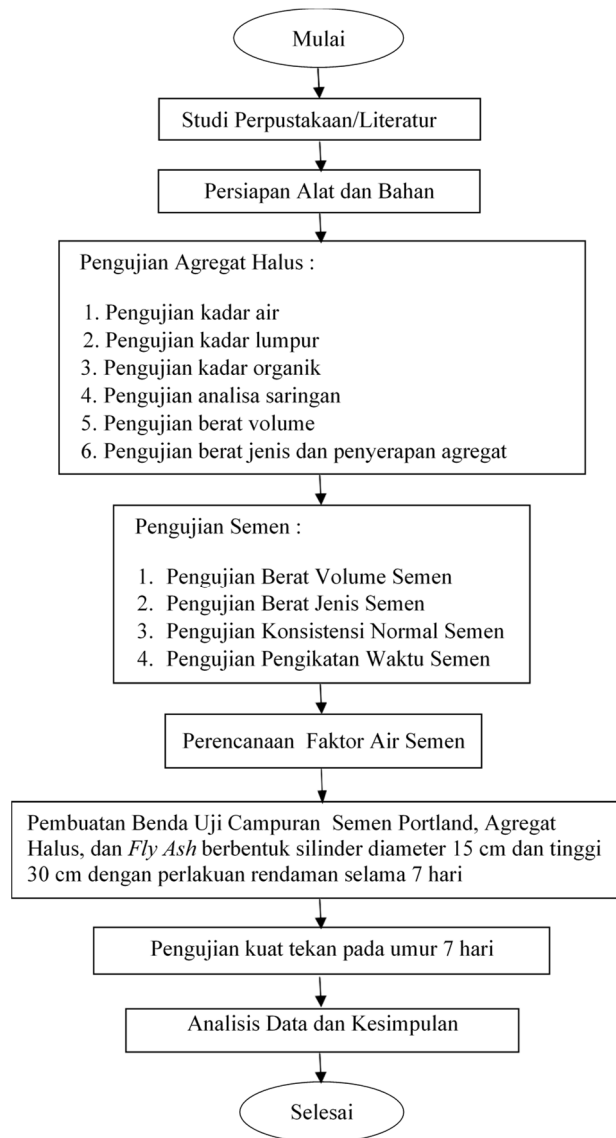 Mulai
Studi Perpustakaan/Literatur
Persiapan Alat dan Bahan
Pengujian Agregat Halus :
1. Pengujian kadar air
2. Pengujian kadar lumpur
3. Pengujian kadar organik
4. Pengujian analisa saringan
5. Pengujian berat volume
6. Pengujian berat jenis dan penyerapan agregat
Pengujian Semen :
1. Pengujian Berat Volume Semen
2. Pengujian Berat Jenis Semen
3. Pengujian Konsistensi Normal Semen
4. Pengujian Pengikatan Waktu Semen
Perencanaan Faktor Air Semen
Pembuatan Benda Uji Campuran Semen Portland, Agregat
Halus, dan Fly Ash berbentuk silinder diameter 15 cm dan tinggi
30 cm dengan perlakuan rendaman selama 7 hari
Pengujian kuat tekan pada umur 7 hari
Analisis Data dan Kesimpulan
Selesai